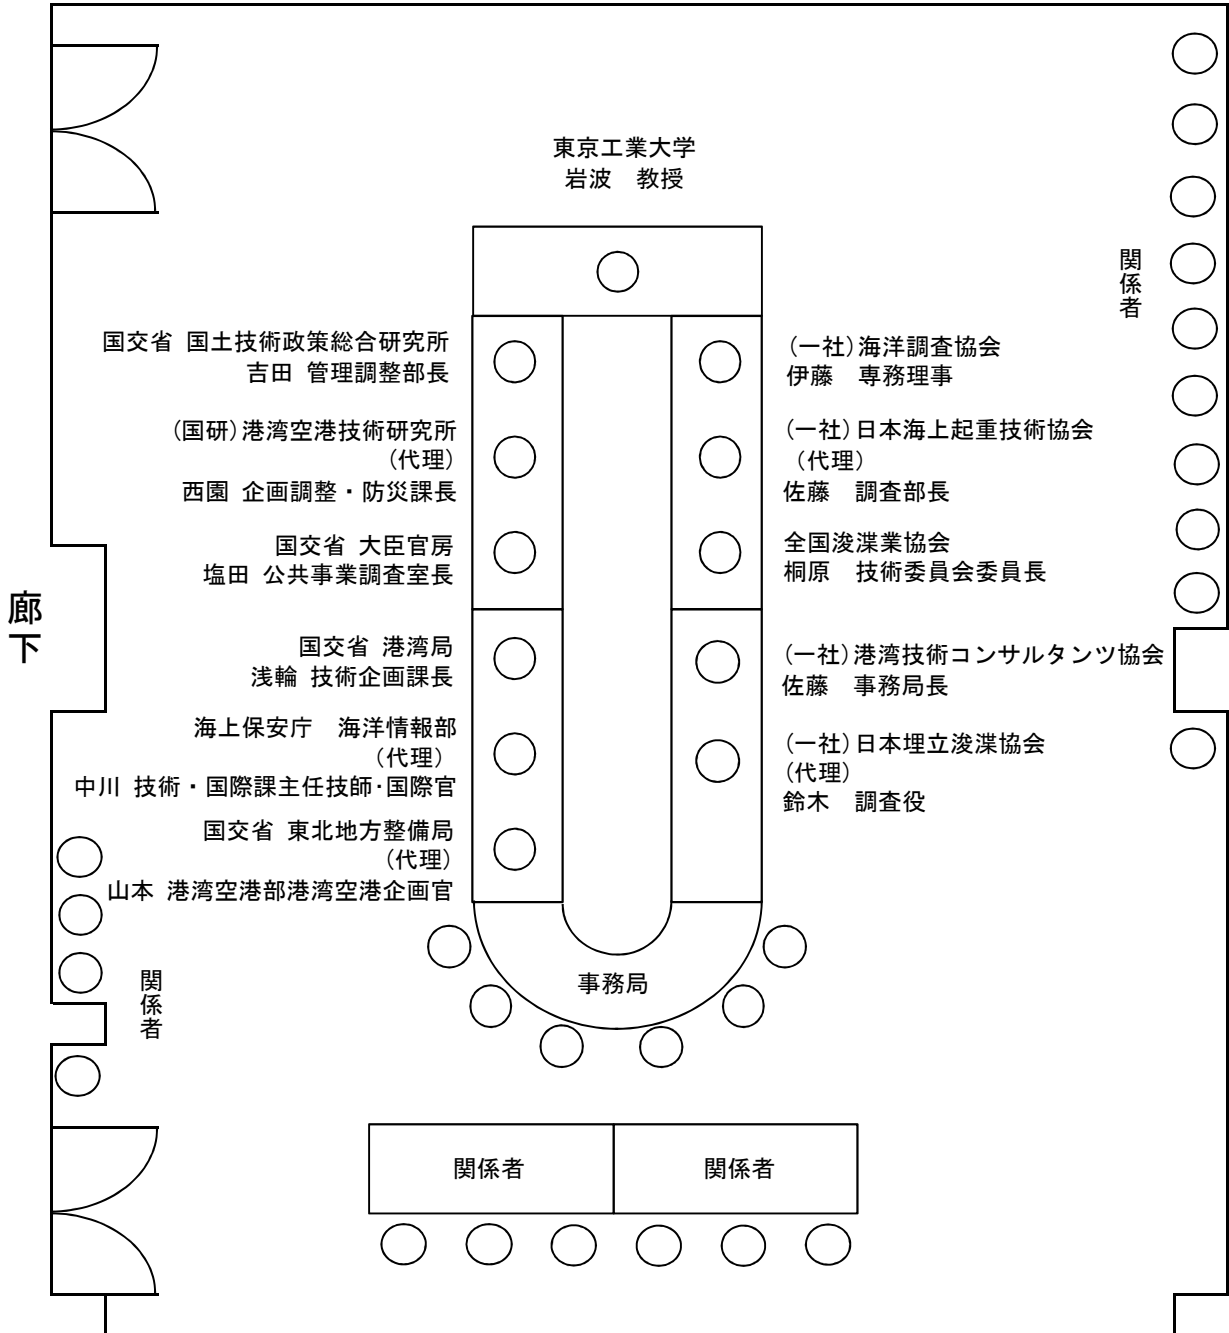 東京工業大学
岩波　教授
関係者
国交省 国土技術政策総合研究所
吉田 管理調整部長
(国研)港湾空港技術研究所
(代理)
西園 企画調整・防災課長
国交省 大臣官房
塩田 公共事業調査室長
国交省 港湾局
浅輪 技術企画課長
海上保安庁　海洋情報部
(代理)
中川 技術・国際課主任技師・国際官
国交省 東北地方整備局
(代理)
山本 港湾空港部港湾空港企画官
(一社)海洋調査協会
伊藤　専務理事
(一社)日本海上起重技術協会
(代理)
佐藤　調査部長
全国浚渫業協会
桐原　技術委員会委員長
(一社)港湾技術コンサルタンツ協会
佐藤　事務局長
(一社)日本埋立浚渫協会
(代理)
鈴木　調査役
廊下
関係者
事務局
関係者
関係者